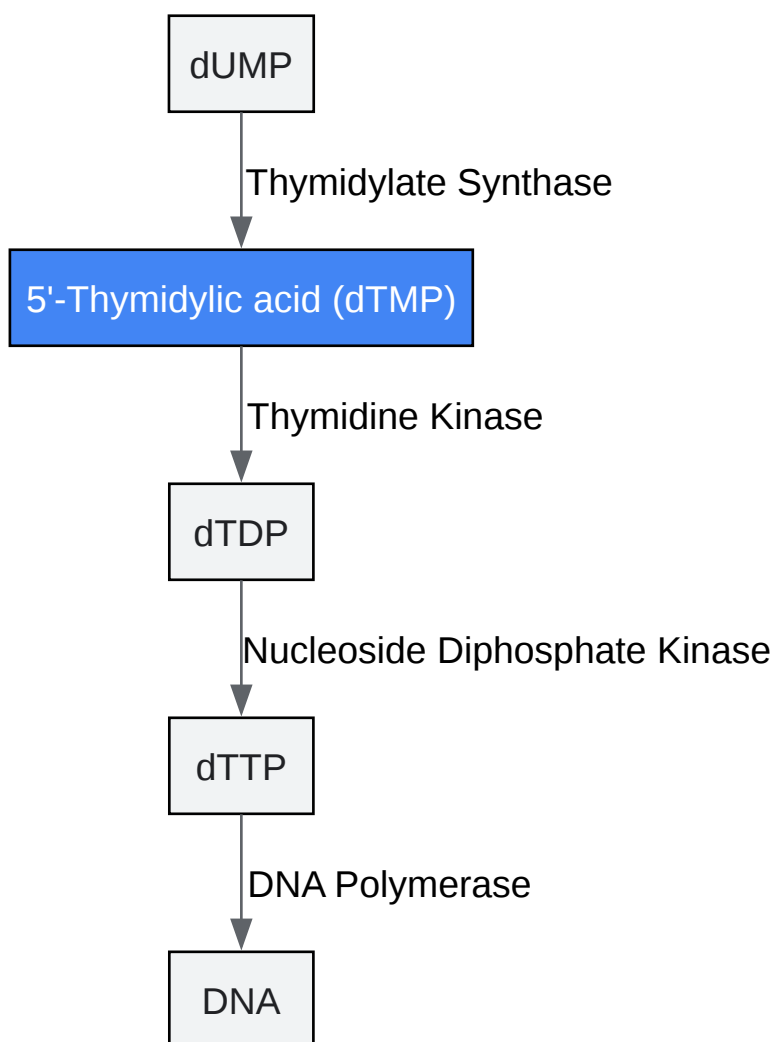 dUMP
Thymidylate Synthase
5'-Thymidylic acid (dTMP)
Thymidine Kinase
dTDP
Nucleoside Diphosphate Kinase
dTTP
DNA Polymerase
DNA